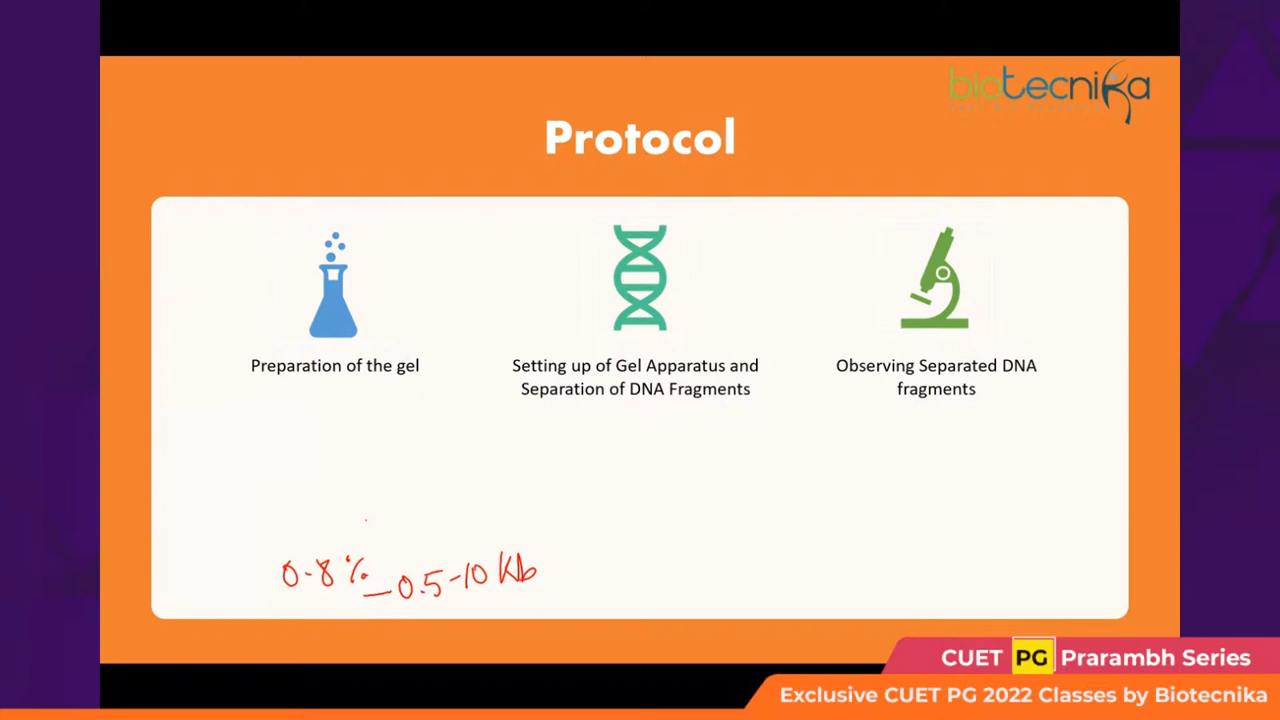 biotecnika
Protocol
Preparation of the gel
Setting up of Gel Apparatus and
Separation of DNA Fragments
Observing Separated DNA
fragments
0.8% – 0.5-10 Kb
CUET PG Prarambh Series
Exclusive CUET PG 2022 Classes by Biotecnika